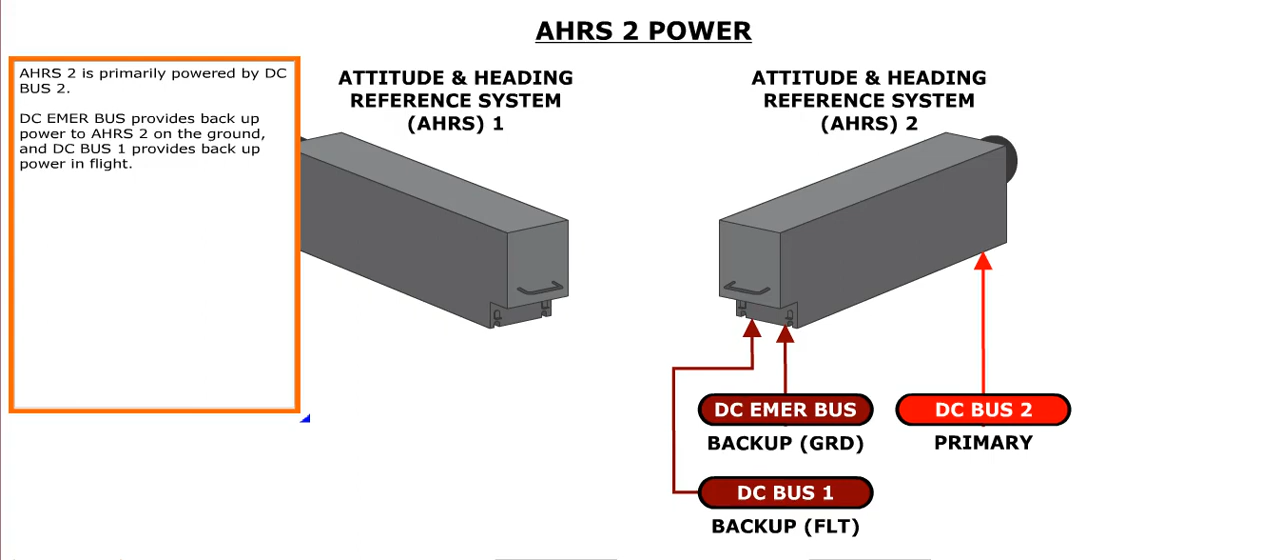 AHRS 2 POWER
AHRS 2 is primarily powered by DC
BUS 2.
DC EMER BUS provides back up
power to AHRS 2 on the ground,
and DC BUS 1 provides back up
power in flight.
ATTITUDE & HEADING
REFERENCE SYSTEM
(AHRS) 1
ATTITUDE & HEADING
REFERENCE SYSTEM
(AHRS) 2
DC EMER BUS
BACKUP (GRD)
DC BUS 2
PRIMARY
DC BUS 1
BACKUP (FLT)